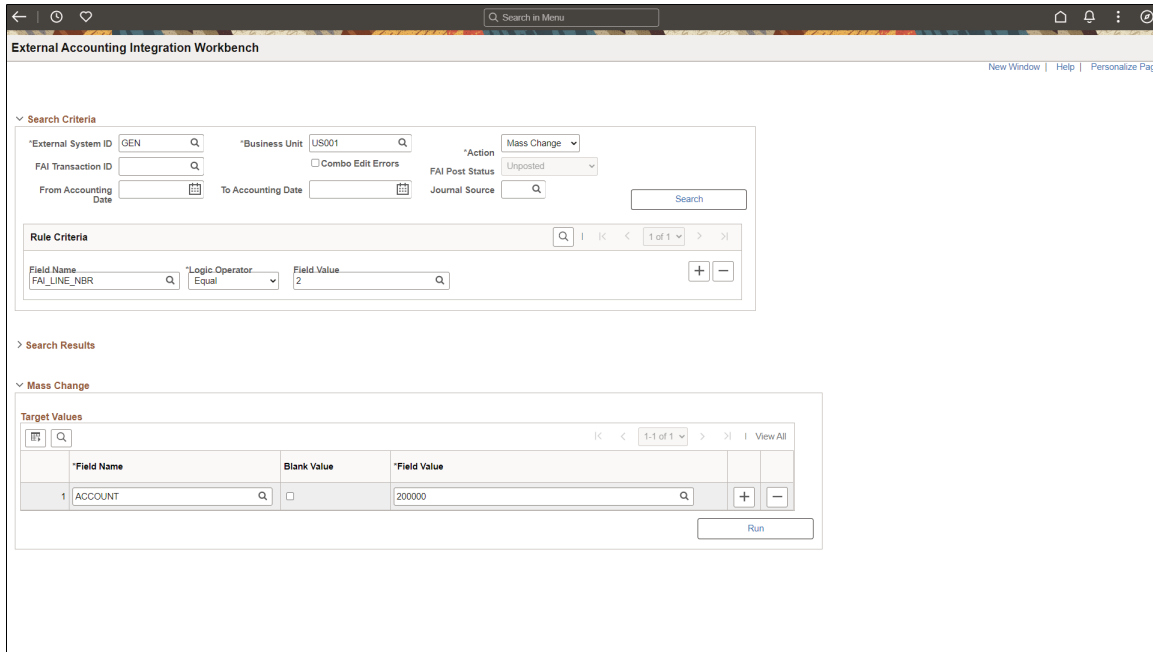 Search in Menu
External Accounting Integration Workbench
New Window | Help | Personalize Pag
Search Criteria
*External System ID GEN *Business Unit US001 *Action Mass Change
FAI Transaction ID Combo Edit Errors FAI Post Status Unposted
From Accounting Date To Accounting Date Journal Source Search
Rule Criteria 1 of 1
Field Name *Logic Operator Field Value
FAI_LINE_NBR Equal 2
Search Results
Mass Change
Target Values
1-1 of 1 View All
*Field Name Blank Value *Field Value
1 ACCOUNT 200000
Run